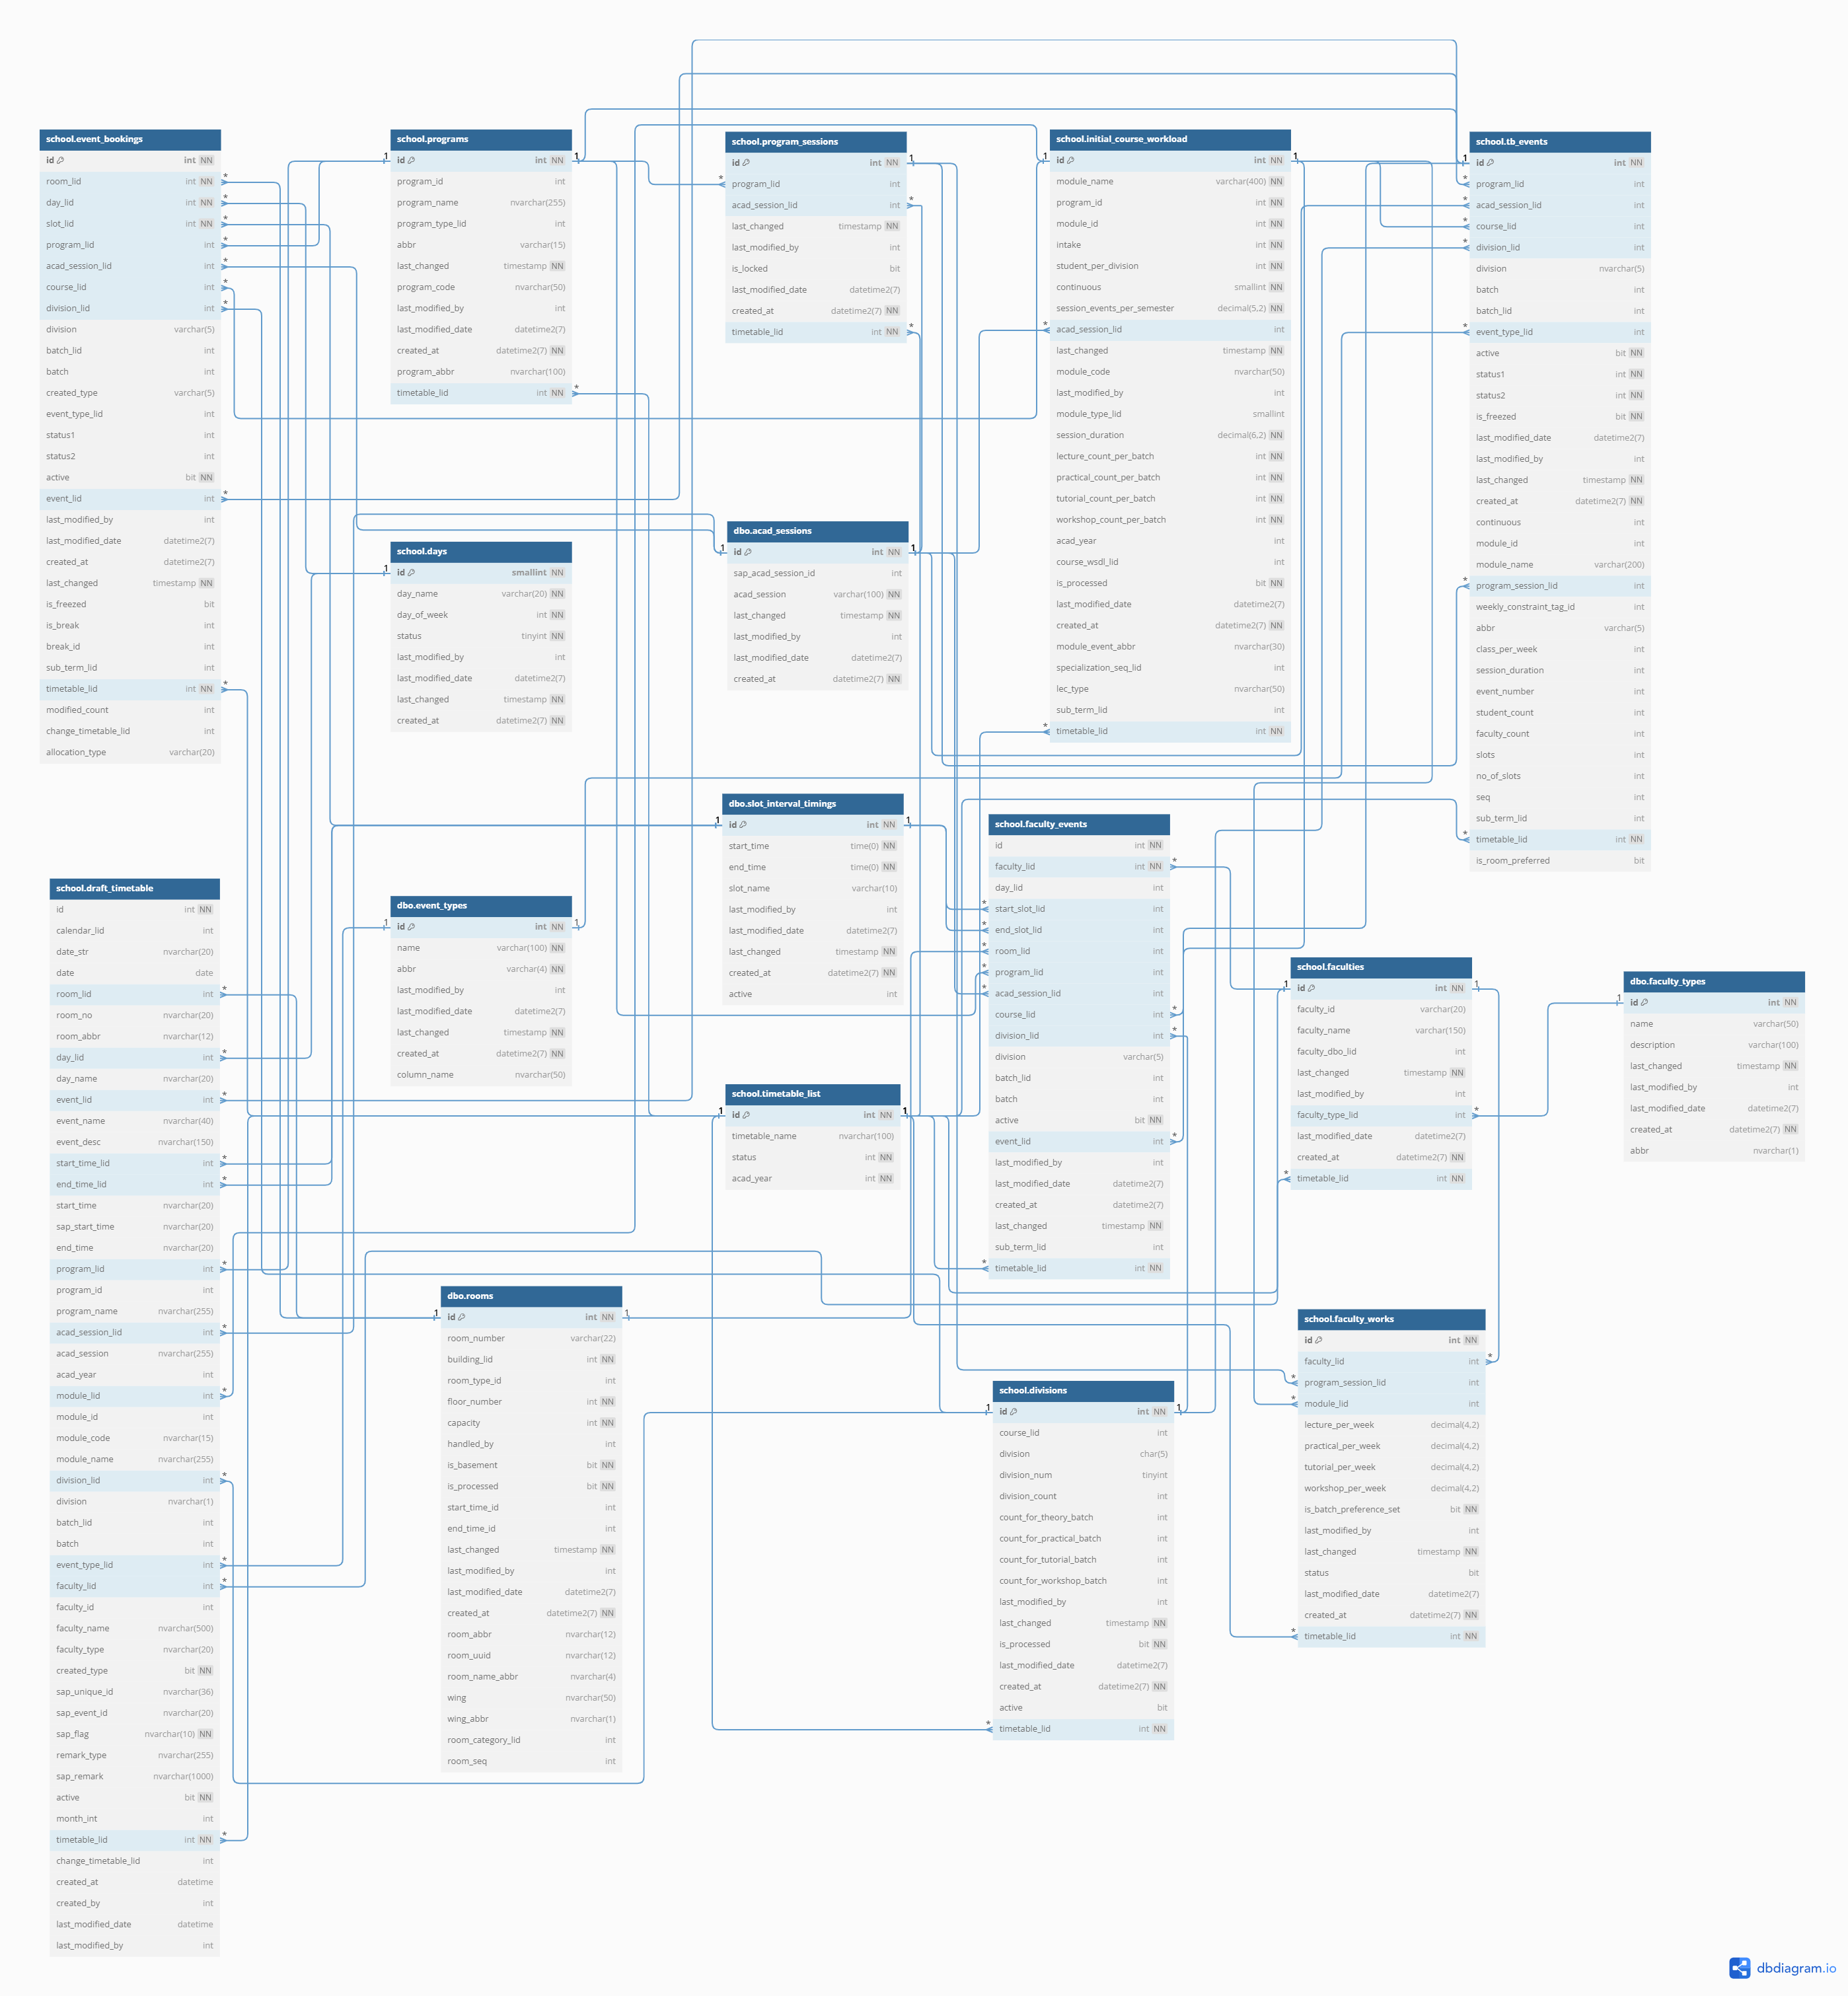 school.event_bookings
id int NN
room_lid int NN
day_lid int NN
slot_lid int NN
program_lid int
acad_session_lid int
course_lid int
division_lid int
division varchar(5)
batch_lid int
batch int
created_type varchar(5)
event_type_lid int
status1 int
status2 int
active bit NN
event_lid int
last_modified_by int
last_modified_date datetime2(7)
created_at datetime2(7)
last_changed timestamp NN
is_freezed bit
is_break int
break_id int
sub_term_lid int
timetable_lid int NN
modified_count int
change_timetable_lid int
allocation_type varchar(20)
school.programs
id int NN
program_id int
program_name nvarchar(255)
program_type_lid int
abbr varchar(15)
last_changed timestamp NN
program_code nvarchar(50)
last_modified_by int
last_modified_date datetime2(7)
created_at datetime2(7) NN
program_abbr nvarchar(100)
timetable_lid int NN
school.program_sessions
id int NN
program_lid int
acad_session_lid int
last_changed timestamp NN
last_modified_by int
is_locked bit
last_modified_date datetime2(7)
created_at datetime2(7) NN
timetable_lid int NN
school.initial_course_workload
id int NN
module_name varchar(400) NN
program_id int NN
module_id int NN
intake int NN
student_per_division int NN
continuous smallint NN
session_events_per_semester decimal(5,2) NN
acad_session_lid int
last_changed timestamp NN
module_code nvarchar(50)
last_modified_by int
module_type_lid smallint
session_duration decimal(6,2) NN
lecture_count_per_batch int NN
practical_count_per_batch int NN
tutorial_count_per_batch int NN
workshop_count_per_batch int NN
acad_year int
course_wsdl_lid int
is_processed bit NN
last_modified_date datetime2(7)
created_at datetime2(7) NN
module_event_abbr nvarchar(30)
specialization_seq_lid int
lec_type nvarchar(50)
sub_term_lid int
timetable_lid int NN
school.tb_events
id int NN
program_lid int
acad_session_lid int
course_lid int
division_lid int
division nvarchar(5)
batch int
batch_lid int
event_type_lid int
active bit NN
status1 int NN
status2 int NN
is_freezed bit NN
last_modified_date datetime2(7)
last_modified_by int
last_changed timestamp NN
created_at datetime2(7) NN
continuous int
module_id int
module_name varchar(200)
program_session_lid int
weekly_constraint_tag_id int
abbr varchar(5)
class_per_week int
session_duration int
event_number int
student_count int
faculty_count int
slots int
no_of_slots int
seq int
sub_term_lid int
timetable_lid int NN
is_room_preferred bit
school.days
id smallint NN
day_name varchar(20) NN
day_of_week int NN
status tinyint NN
last_modified_by int
last_modified_date datetime2(7)
last_changed timestamp NN
created_at datetime2(7) NN
dbo.acad_sessions
id int NN
sap_acad_session_id int
acad_session varchar(100) NN
last_changed timestamp NN
last_modified_by int
last_modified_date datetime2(7)
created_at datetime2(7) NN
dbo.slot_interval_timings
id int NN
start_time time(0) NN
end_time time(0) NN
slot_name varchar(10)
last_modified_by int
last_modified_date datetime2(7)
last_changed timestamp NN
created_at datetime2(7) NN
active int
school.faculty_events
id int NN
faculty_lid int NN
day_lid int
start_slot_lid int
end_slot_lid int
room_lid int
program_lid int
acad_session_lid int
course_lid int
division_lid int
division varchar(5)
batch_lid int
batch int
active bit NN
event_lid int
last_modified_by int
last_modified_date datetime2(7)
created_at datetime2(7)
last_changed timestamp NN
sub_term_lid int
timetable_lid int NN
school.draft_timetable
id int NN
calendar_lid int
date_str nvarchar(20)
date date
room_lid int
room_no nvarchar(20)
room_abbr nvarchar(12)
day_lid int
day_name nvarchar(20)
event_lid int
event_name nvarchar(40)
event_desc nvarchar(150)
start_time_lid int
end_time_lid int
start_time nvarchar(20)
sap_start_time nvarchar(20)
end_time nvarchar(20)
program_lid int
program_id int
program_name nvarchar(255)
acad_session_lid int
acad_session nvarchar(255)
acad_year int
module_lid int
module_id int
module_code nvarchar(15)
module_name nvarchar(255)
division_lid int
division nvarchar(1)
batch_lid int
batch int
event_type_lid int
faculty_lid int
faculty_id int
faculty_name nvarchar(500)
faculty_type nvarchar(20)
created_type bit NN
sap_unique_id nvarchar(36)
sap_event_id nvarchar(20)
sap_flag nvarchar(10) NN
remark_type nvarchar(255)
sap_remark nvarchar(1000)
active bit NN
month_int int
timetable_lid int NN
change_timetable_lid int
created_at datetime
created_by int
last_modified_date datetime
last_modified_by int
dbo.event_types
id int NN
name varchar(100) NN
abbr varchar(4) NN
last_modified_by int
last_modified_date datetime2(7)
last_changed timestamp NN
created_at datetime2(7) NN
column_name nvarchar(50)
school.timetable_list
id int NN
timetable_name nvarchar(100)
status int NN
acad_year int NN
school.faculties
id int NN
faculty_id varchar(20)
faculty_name varchar(150)
faculty_dbo_lid int
last_changed timestamp NN
last_modified_by int
faculty_type_lid int
last_modified_date datetime2(7)
created_at datetime2(7) NN
timetable_lid int NN
dbo.faculty_types
id int NN
name varchar(50)
description varchar(100)
last_changed timestamp NN
last_modified_by int
last_modified_date datetime2(7)
created_at datetime2(7) NN
abbr nvarchar(1)
dbo.rooms
id int NN
room_number varchar(22)
building_lid int NN
room_type_id int
floor_number int NN
capacity int NN
handled_by int
is_basement bit NN
is_processed bit NN
start_time_id int
end_time_id int
last_changed timestamp NN
last_modified_by int
last_modified_date datetime2(7)
created_at datetime2(7) NN
room_abbr nvarchar(12)
room_uuid nvarchar(12)
room_name_abbr nvarchar(4)
wing nvarchar(50)
wing_abbr nvarchar(1)
room_category_lid int
room_seq int
school.divisions
id int NN
course_lid int
division char(5)
division_num tinyint
division_count int
count_for_theory_batch int
count_for_practical_batch int
count_for_tutorial_batch int
count_for_workshop_batch int
last_modified_by int
last_changed timestamp NN
is_processed bit NN
last_modified_date datetime2(7)
created_at datetime2(7) NN
active bit
timetable_lid int NN
school.faculty_works
id int NN
faculty_lid int
program_session_lid int
module_lid int
lecture_per_week decimal(4,2)
practical_per_week decimal(4,2)
tutorial_per_week decimal(4,2)
workshop_per_week decimal(4,2)
is_batch_preference_set bit NN
last_modified_by int
last_changed timestamp NN
status bit
last_modified_date datetime2(7)
created_at datetime2(7) NN
timetable_lid int NN
dbdiagram.io